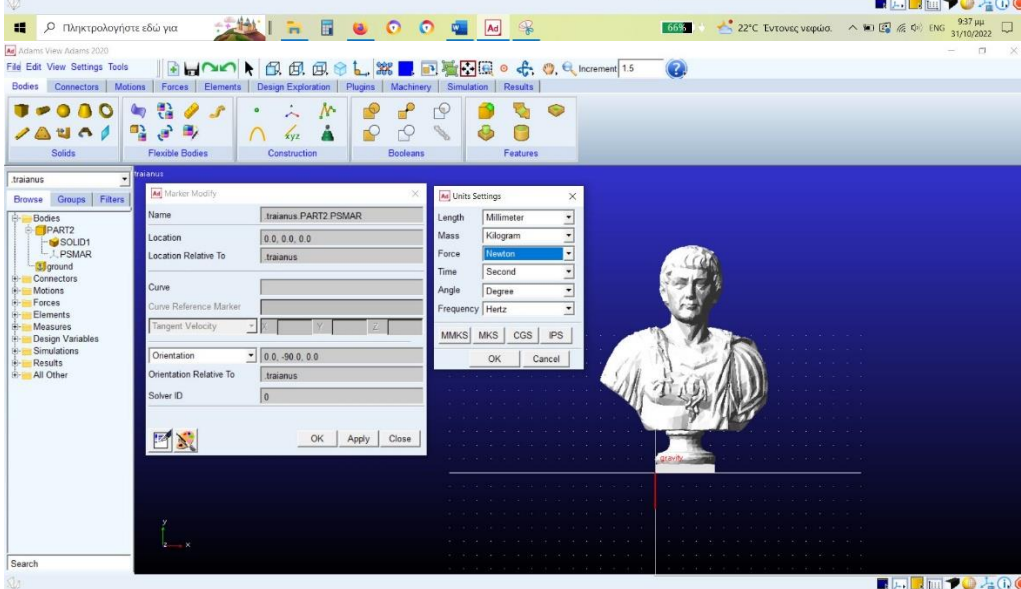 Πληκτρολογήστε εδώ για
66%
22°C Έντονες νεφώσ.
ENG
9:37 μμ
31/10/2022
Adams View Adams 2020
File Edit View Settings Tools
Increment 1.5
Bodies Connectors Motions Forces Elements Design Exploration Plugins Machinery Simulation Results
Solids Flexible Bodies Construction Booleans Features
.traianus
Browse Groups Filters
Bodies
PART2
SOLID1
PSMAR
ground
Connectors
Motions
Forces
Elements
Measures
Design Variables
Simulations
Results
All Other
Search
traianus
Marker Modify
Name .traianus.PART2.PSMAR
Location 0.0, 0.0, 0.0
Location Relative To .traianus
Curve
Curve Reference Marker
Tangent Velocity X Y Z
Orientation 0.0, -90.0, 0.0
Orientation Relative To .traianus
Solver ID 0
OK Apply Close
Units Settings
Length Millimeter
Mass Kilogram
Force Newton
Time Second
Angle Degree
Frequency Hertz
MMKS MKS CGS IPS
OK Cancel
gravity
y
z x